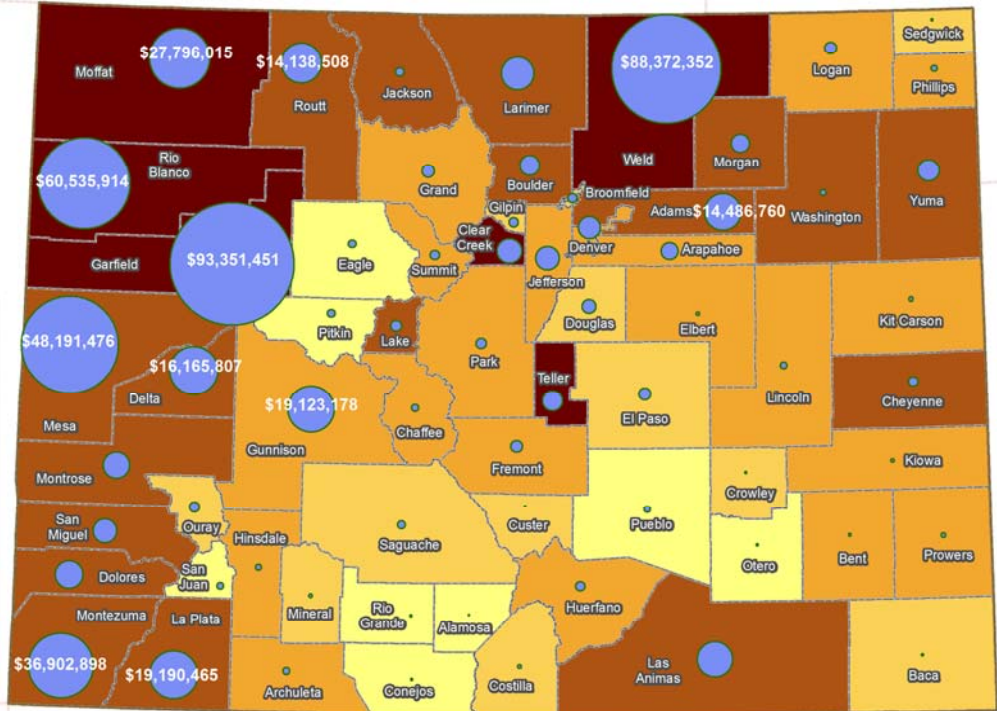 $27,796,015
Moffat
$14,138,508
Routt
Jackson
Larimer
$88,372,352
Weld
Logan
Sedgwick
Phillips
Rio
Blanco
$60,535,914
Garfield
$93,351,451
Grand
Boulder
Gilpin
Clear
Creek
Broomfield
Adams
$14,486,760
Morgan
Washington
Yuma
Eagle
Summit
Jefferson
Denver
Arapahoe
Douglas
Elbert
Kit Carson
$48,191,476
Mesa
$16,165,807
Delta
Pitkin
Lake
Park
Teller
El Paso
Lincoln
Cheyenne
$19,123,178
Gunnison
Chaffee
Fremont
Kiowa
Montrose
Ouray
Hinsdale
Saguache
Custer
Pueblo
Crowley
Otero
Bent
Prowers
San
Miguel
Dolores
San
Juan
Mineral
Rio
Grande
Alamosa
Huerfano
Montezuma
La Plata
$36,902,898
$19,190,465
Archuleta
Conejos
Costilla
Las
Animas
Baca